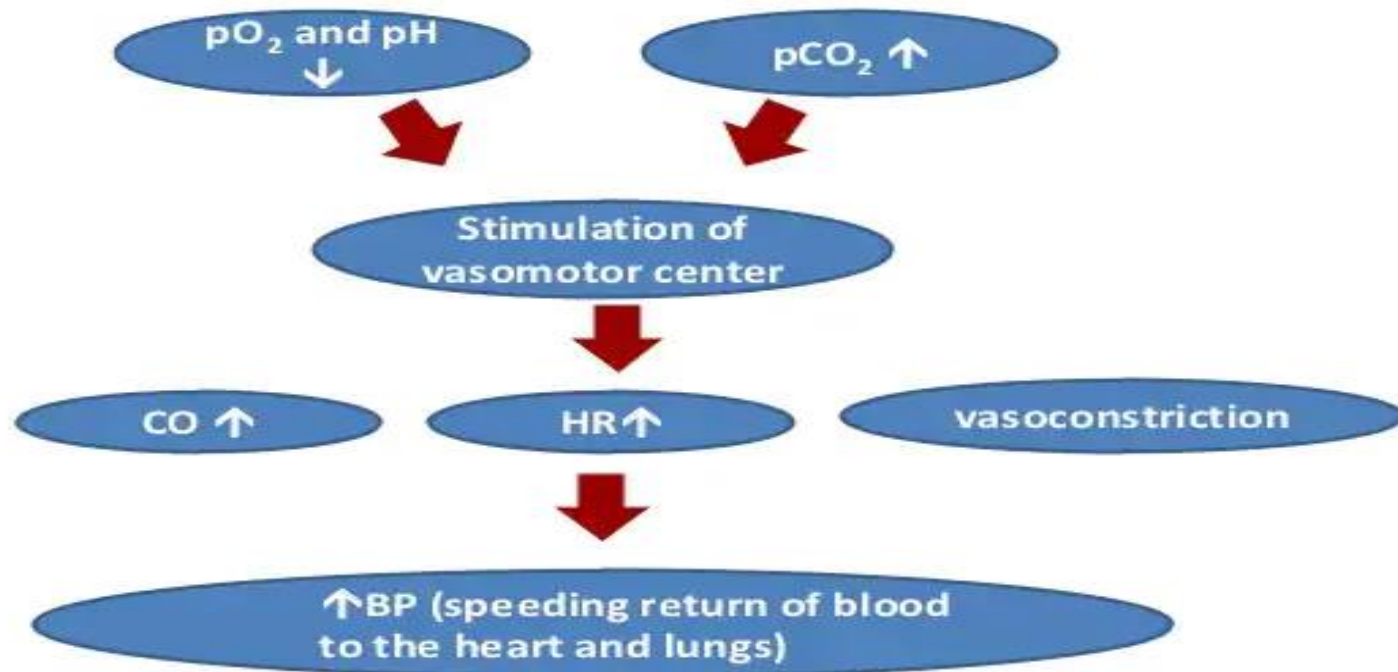 pO₂ and pH
↓
pCO₂ ↑
Stimulation of
vasomotor center
CO ↑
HR↑
vasoconstriction
↑BP (speeding return of blood
to the heart and lungs)